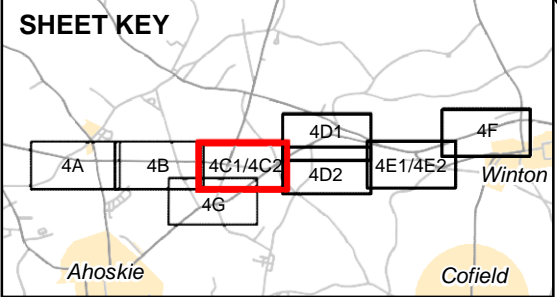 SHEET KEY
4D1
4F
4A
4B
4C1/4C2
4E1/4E2
4D2
Winton
4G
Ahoskie
Cofield